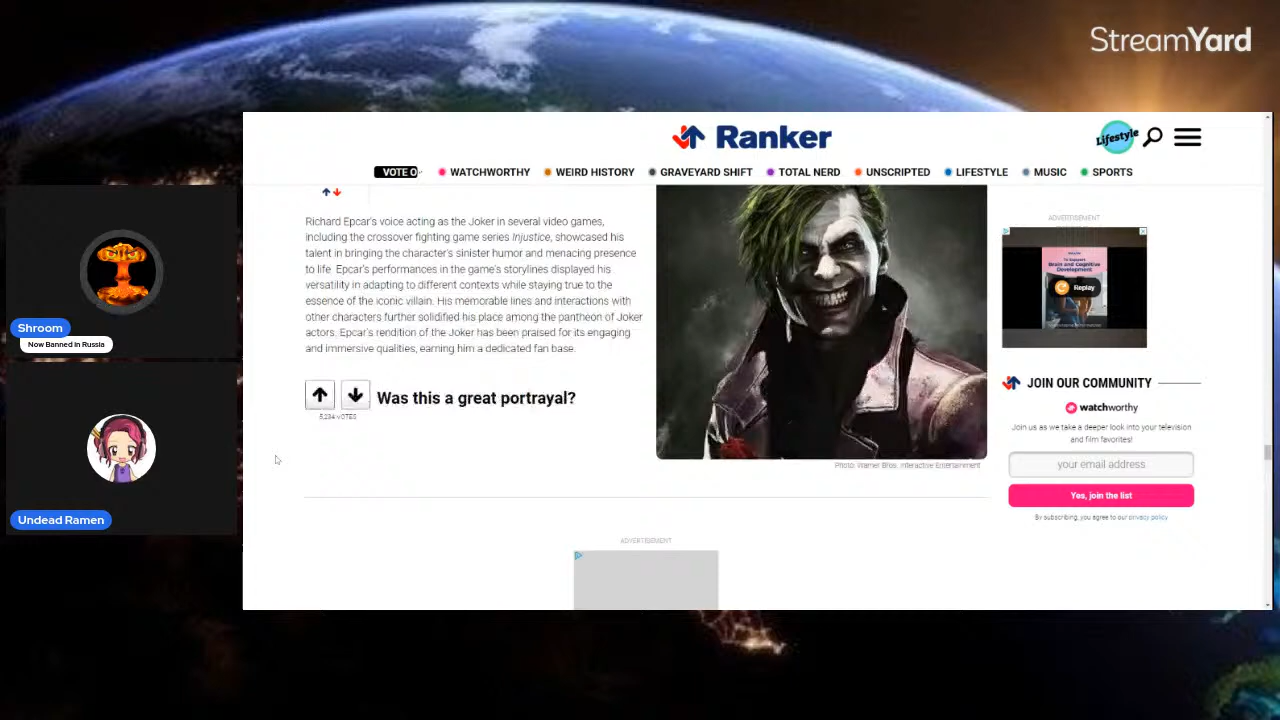 StreamYard
Ranker
Lifestyle
VOTE O
WATCHWORTHY
WEIRD HISTORY
GRAVEYARD SHIFT
TOTAL NERD
UNSCRIPTED
LIFESTYLE
MUSIC
SPORTS
Richard Epcar's voice acting as the Joker in several video games,
including the crossover fighting game series Injustice, showcased his
talent in bringing the character's sinister humor and menacing presence
to life. Epcar's performances in the game's storylines displayed his
versatility in adapting to different contexts while staying true to the
essence of the iconic villain. His memorable lines and interactions with
other characters further solidified his place among the pantheon of Joker
actors. Epcar's rendition of the Joker has been praised for its engaging
and immersive qualities, earning him a dedicated fan base.
Was this a great portrayal?
5,234 VOTES
Photo: Warner Bros. Interactive Entertainment
ADVERTISEMENT
Brain and Cognitive
Development
Replay
JOIN OUR COMMUNITY
watchworthy
Join us as we take a deeper look into your television
and film favorites!
your email address
Yes, join the list
By subscribing, you agree to our privacy policy
ADVERTISEMENT
Shroom
Now Banned in Russia
Undead Ramen